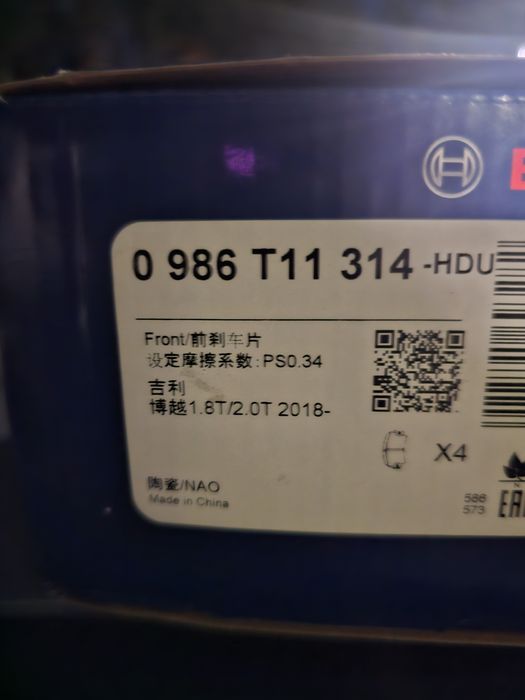 0 986 T11 314 -HDU
Front/前刹车片
设定摩擦系数:PS0.34
吉利
博越1.8T/2.0T 2018-
X4
陶瓷/NAO
Made in China
586
573